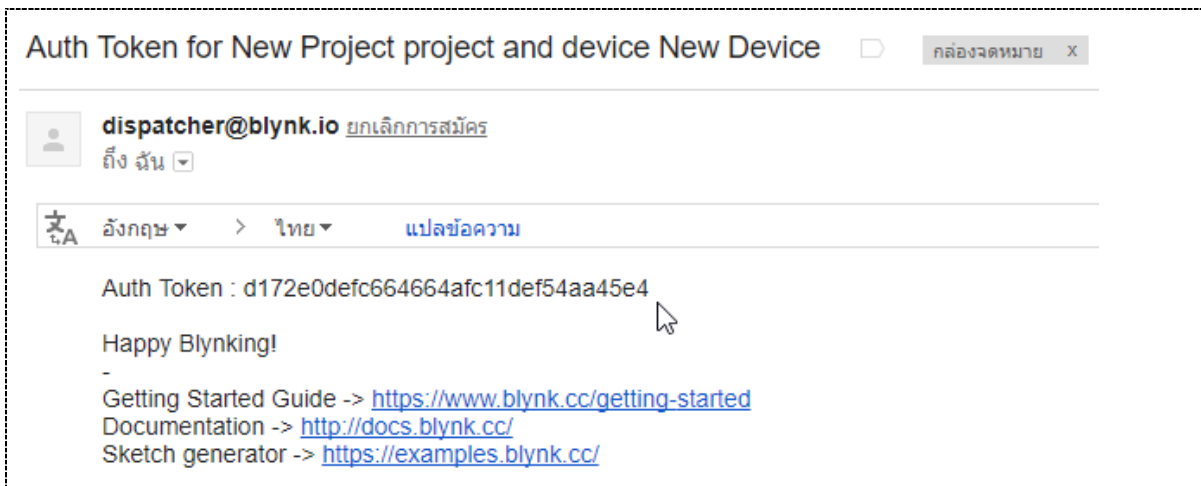 Auth Token for New Project project and device New Device กล่องจดหมาย x
dispatcher@blynk.io ยกเลิกการสมัคร
ถึง ฉัน
อังกฤษ > ไทย แปลข้อความ
Auth Token : d172e0defc664664afc11def54aa45e4
Happy Blynking!
-
Getting Started Guide -> https://www.blynk.cc/getting-started
Documentation -> http://docs.blynk.cc/
Sketch generator -> https://examples.blynk.cc/